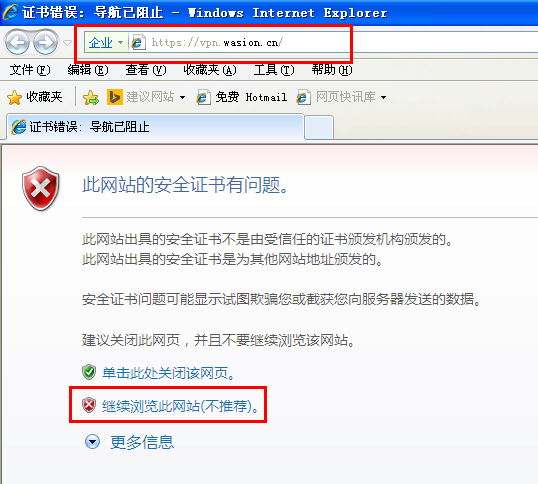 证书错误: 导航已阻止 - Windows Internet Explorer
企业 https://vpn.wasion.cn/
文件(F) 编辑(E) 查看(V) 收藏夹(A) 工具(T) 帮助(H)
收藏夹 建议网站 免费 Hotmail 网页快讯库
证书错误: 导航已阻止
此网站的安全证书有问题。
此网站出具的安全证书不是由受信任的证书颁发机构颁发的。
此网站出具的安全证书是为其他网站地址颁发的。
安全证书问题可能显示试图欺骗您或截获您向服务器发送的数据。
建议关闭此网页，并且不要继续浏览该网站。
单击此处关闭该网页。
继续浏览此网站(不推荐)。
更多信息